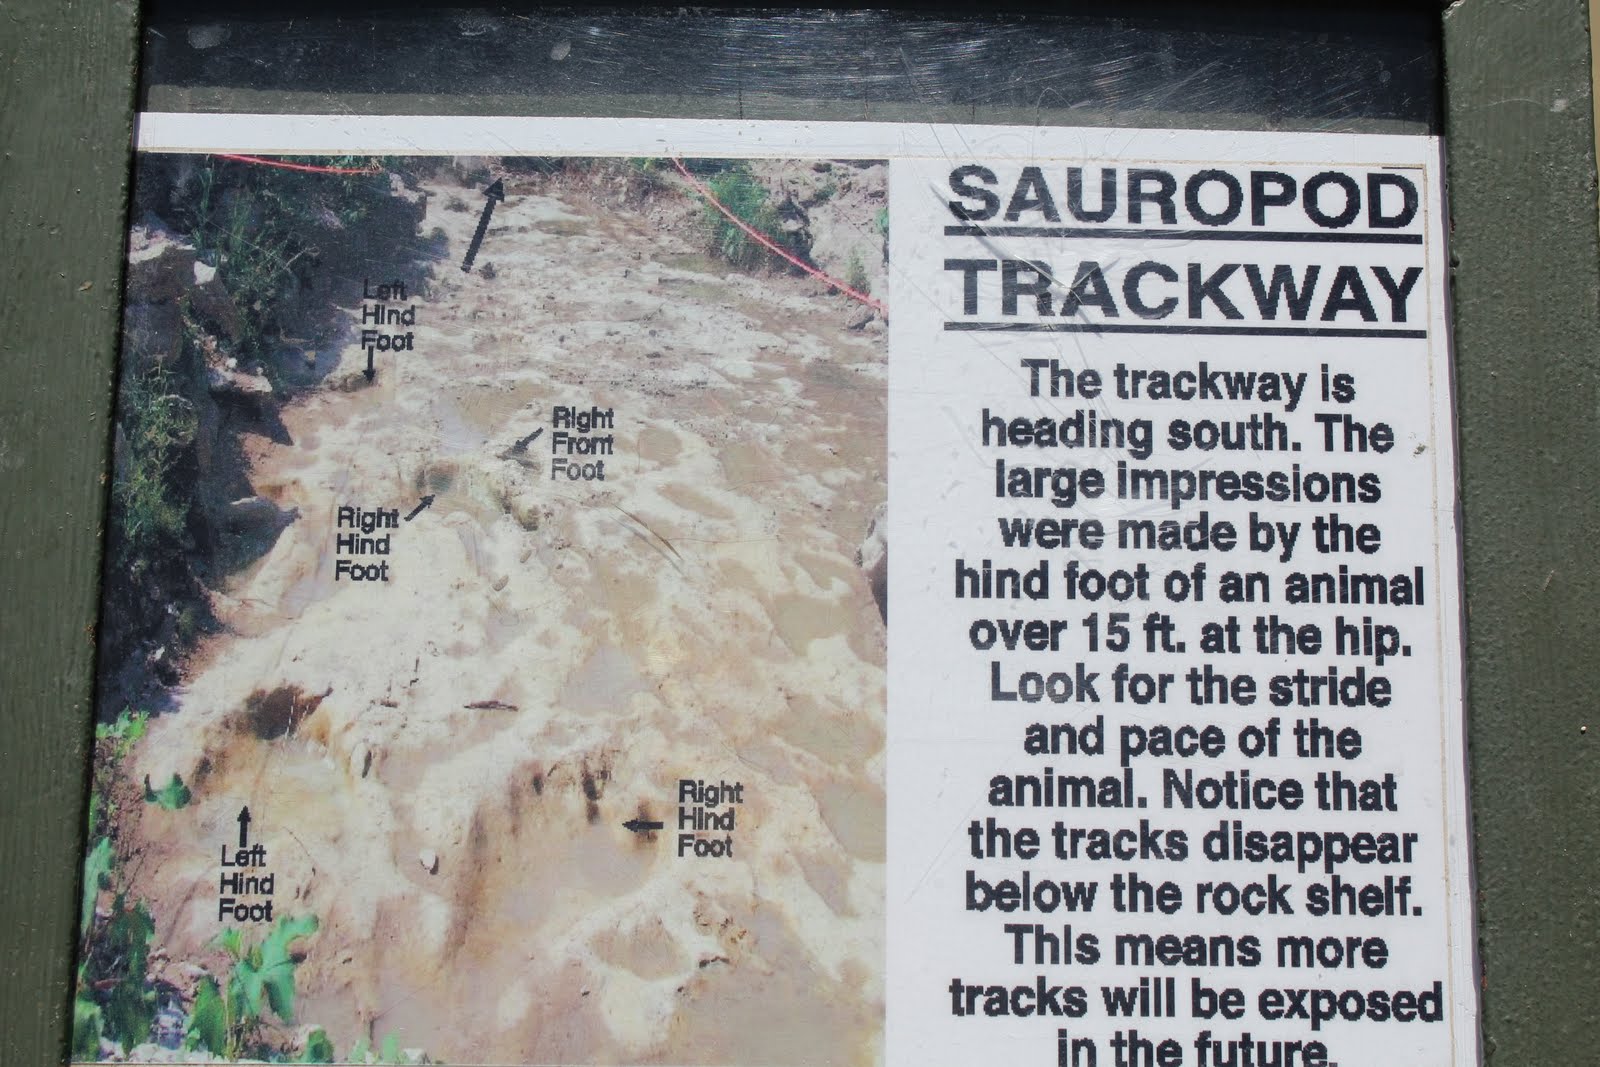 SAUROPOD
TRACKWAY
The trackway is
heading south. The
large impressions
were made by the
hind foot of an animal
over 15 ft. at the hip.
Look for the stride
and pace of the
animal. Notice that
the tracks disappear
below the rock shelf.
This means more
tracks will be exposed
in the future.
Left
Hind
Foot
Right
Front
Foot
Right
Hind
Foot
Right
Hind
Foot
Left
Hind
Foot